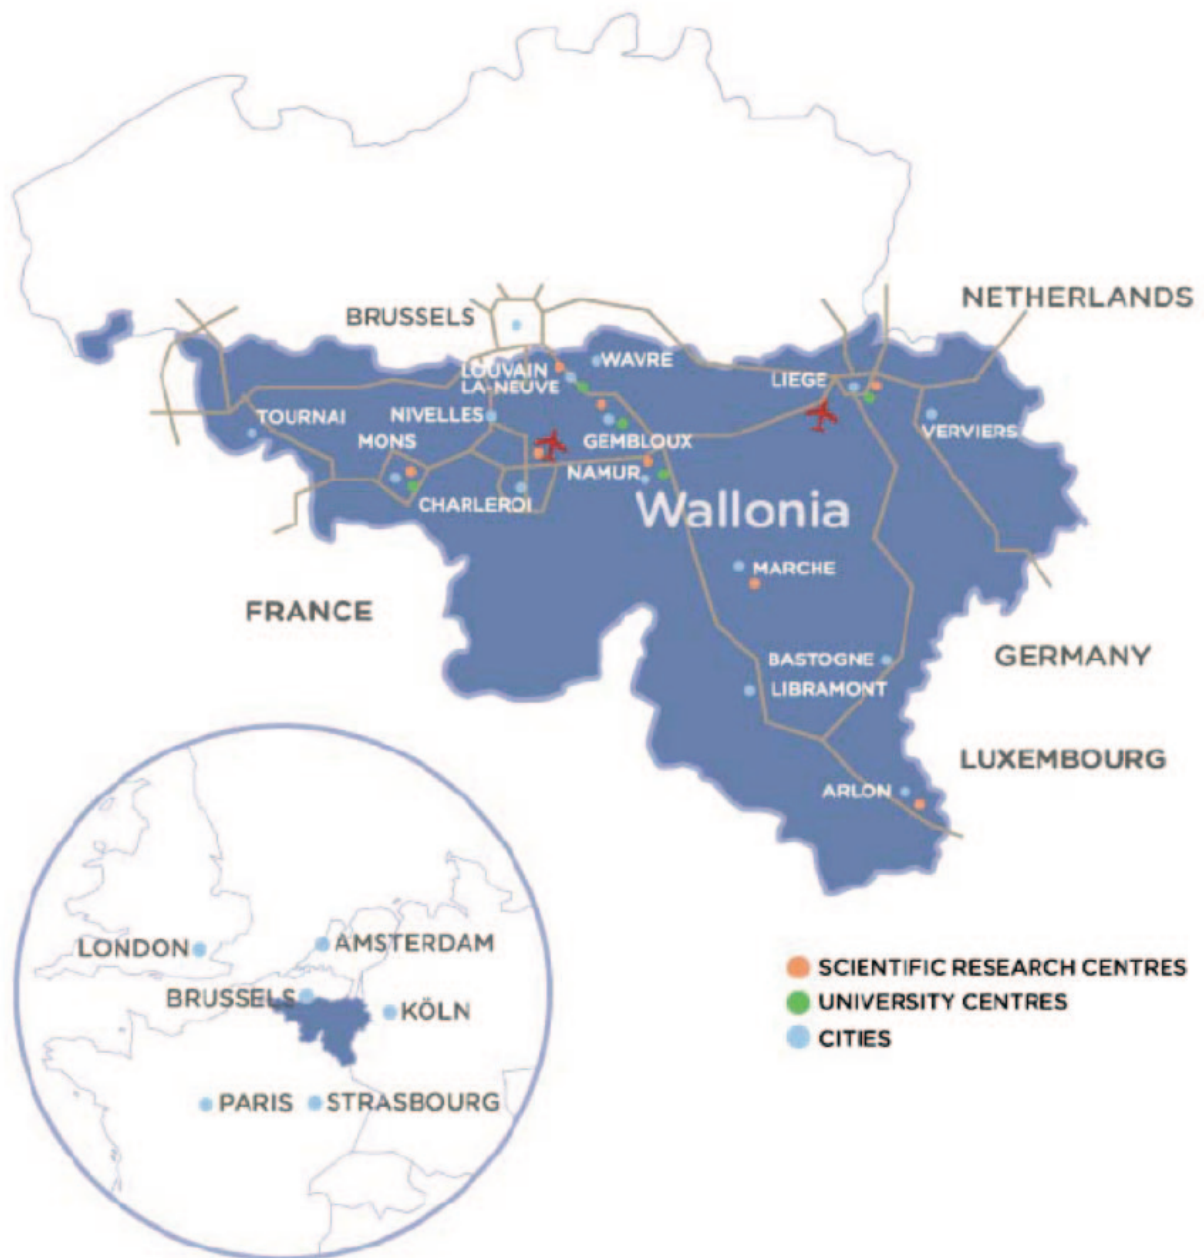 NETHERLANDS
BRUSSELS
WAVRE
LOUVAIN
LA-NEUVE
LIEGE
TOURNAI
NIVELLES
VERVIERS
MONS
GEMBLOUX
NAMUR
CHARLEROI
Wallonia
MARCHE
FRANCE
BASTOGNE
GERMANY
LIBRAMONT
LUXEMBOURG
ARLON
LONDON
AMSTERDAM
BRUSSELS
KÖLN
PARIS
STRASBOURG
SCIENTIFIC RESEARCH CENTRES
UNIVERSITY CENTRES
CITIES